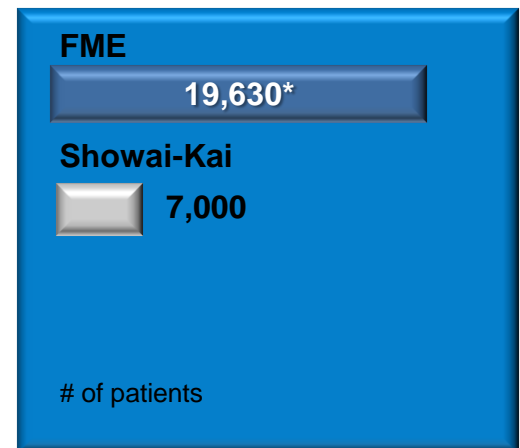 FME
19,630*
Showai-Kai
7,000
# of patients